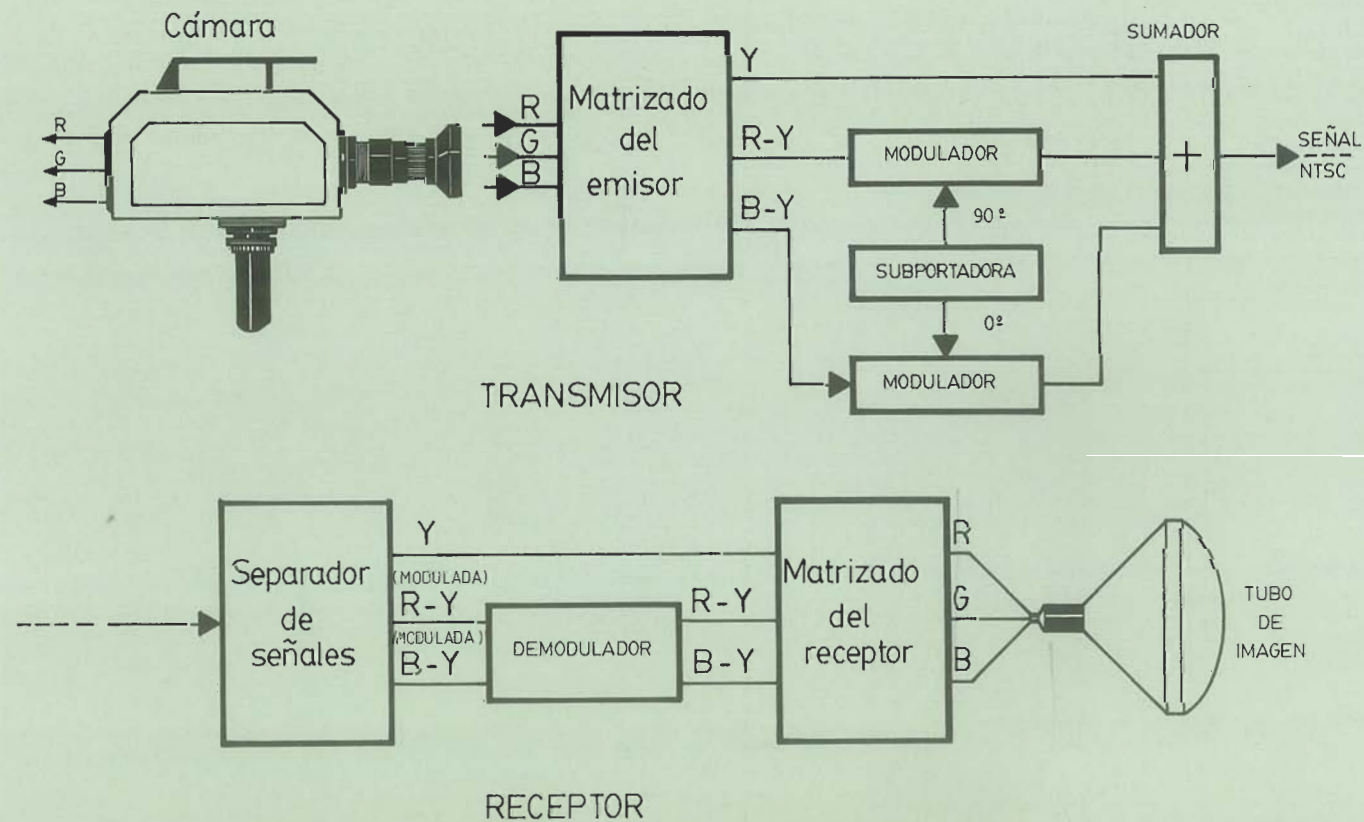 Cámara
R
G
B
R
G
B
Matrizado
del
emisor
Y
R-Y
B-Y
MODULADOR
90º
SUBPORTADORA
0º
MODULADOR
SUMADOR
+
SEÑAL
NTSC
TRANSMISOR
Separador
de
señales
Y
(MODULADA)
R-Y
(MODULADA)
B-Y
DEMODULADOR
R-Y
B-Y
Matrizado
del
receptor
R
G
B
TUBO
DE
IMAGEN
RECEPTOR